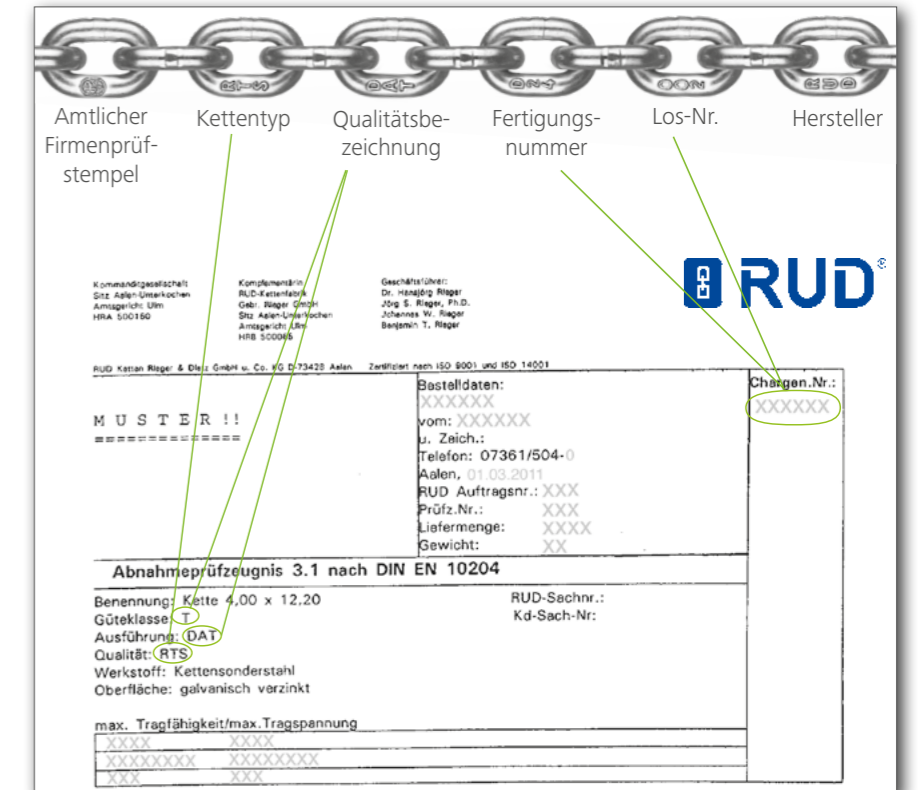 RTS
DAT
D24
002
RUD
Amtlicher
Firmenprüf-
stempel
Kettentyp
Qualitätsbe-
zeichnung
Fertigungs-
nummer
Los-Nr.
Hersteller
Kommanditgesellschaft
Sitz Aalen-Unterkochen
Amtsgericht Ulm
HRA 500160
Komplementärin
RUD-Kettenfabrik
Gebr. Rieger GmbH
Sitz Aalen-Unterkochen
Amtsgericht Ulm
HRB 500085
Geschäftsführer:
Dr. Hansjörg Rieger
Jörg S. Rieger, Ph.D.
Johannes W. Rieger
Benjamin T. Rieger
RUD
RUD Ketten Rieger & Dietz GmbH u. Co. KG D-73428 Aalen Zertifiziert nach ISO 9001 und ISO 14001
M U S T E R !!
===============
Bestelldaten:
XXXXXX
vom: XXXXXX
u. Zeich.:
Telefon: 07361/504-0
Aalen, 01.03.2011
RUD Auftragsnr.: XXX
Prüfz.Nr.: XXX
Liefermenge: XXXX
Gewicht: XX
Chargen.Nr.:
XXXXXX
Abnahmeprüfzeugnis 3.1 nach DIN EN 10204
Benennung: Kette 4,00 x 12,20
Güteklasse: T
Ausführung: DAT
Qualität: RTS
Werkstoff: Kettensonderstahl
Oberfläche: galvanisch verzinkt
RUD-Sachnr.:
Kd-Sach-Nr:
max. Tragfähigkeit/max.Tragspannung
XXXX XXXX
XXXXXXXX XXXXXXXX
XXX XXX